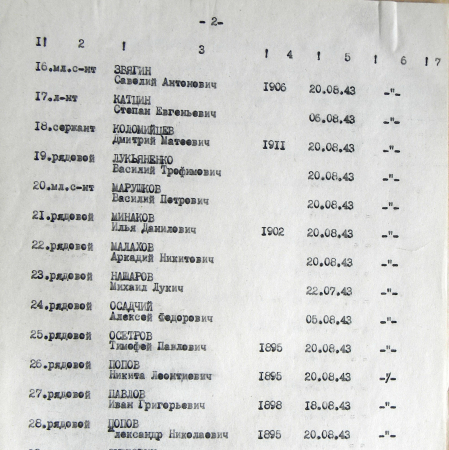 - 2-
I! 2 ! 3 ! 4 ! 5 ! 6 ! 7
16.мл.с-нт ЗВЯГИН
Савелий Антонович 1906 20.08.43 -"-
17.л-нт КАТЦИН
Степан Евгеньевич 05.08.43 -"-
18.сержант КОЛОМИЙЦЕВ
Дмитрий Матеевич 1911 20.08.43 -"-
19.рядовой ЛУКЬЯНЕНКО
Василий Трофимович 20.08.43 -"-
20.мл.с-нт МАРУШКОВ
Василий Петрович 20.08.43 -"-
21.рядовой МИНАКОВ
Илья Данилович 1902 20.08.43 -"-
22.рядовой МАЛАХОВ
Аркадий Никитович 20.08.43 -"-
23.рядовой НАШАРОВ
Михаил Лукич 22.07.43 -"-
24.рядовой ОСАДЧИЙ
Алексей Федорович 05.08.43 -"-
25.рядовой ОСЕТРОВ
Тимофей Павлович 1895 20.08.43 -"-
26.рядовой ПОПОВ
Никита Леонтиевич 1895 20.08.43 -"-
27.рядовой ПАВЛОВ
Иван Григорьевич 1898 18.08.43 -"-
28.рядовой ПОПОВ
Александр Николаевич 1895 20.08.43 -"-